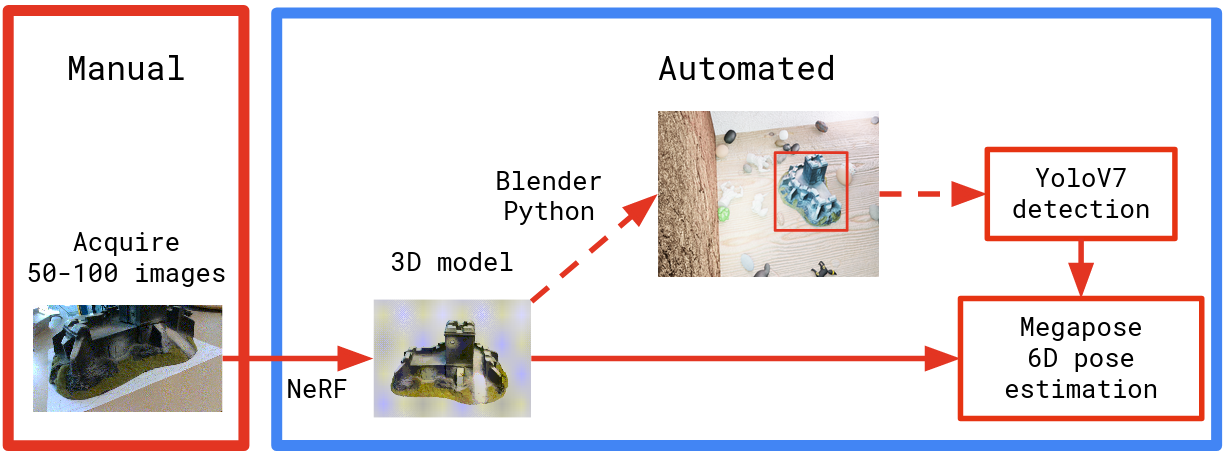 Manual
Acquire
50-100 images
Automated
NeRF
3D model
Blender
Python
YoloV7
detection
Megapose
6D pose
estimation